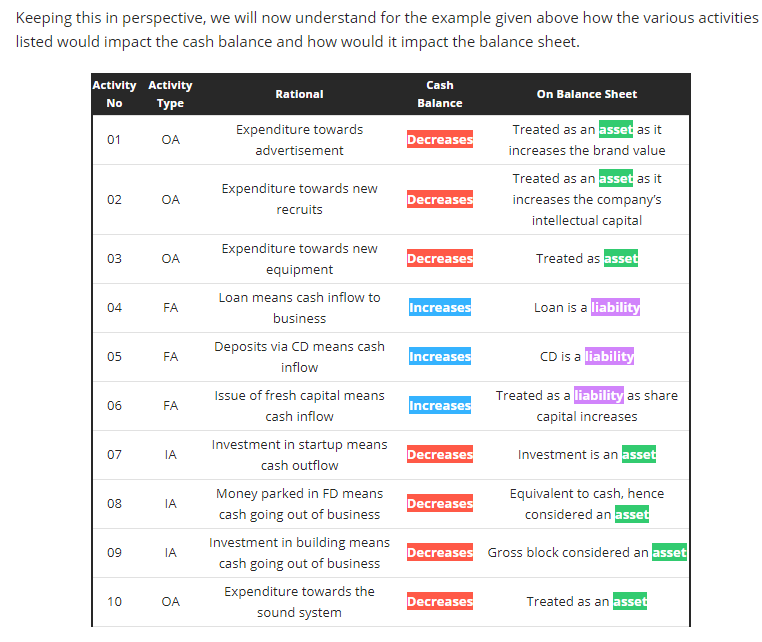 Keeping this in perspective, we will now understand for the example given above how the various activities
listed would impact the cash balance and how would it impact the balance sheet.
Activity No Activity Type Rational Cash Balance On Balance Sheet
01 OA Expenditure towards advertisement Decreases Treated as an asset as it increases the brand value
02 OA Expenditure towards new recruits Decreases Treated as an asset as it increases the company's intellectual capital
03 OA Expenditure towards new equipment Decreases Treated as asset
04 FA Loan means cash inflow to business Increases Loan is a liability
05 FA Deposits via CD means cash inflow Increases CD is a liability
06 FA Issue of fresh capital means cash inflow Increases Treated as a liability as share capital increases
07 IA Investment in startup means cash outflow Decreases Investment is an asset
08 IA Money parked in FD means cash going out of business Decreases Equivalent to cash, hence considered an asset
09 IA Investment in building means cash going out of business Decreases Gross block considered an asset
10 OA Expenditure towards the sound system Decreases Treated as an asset